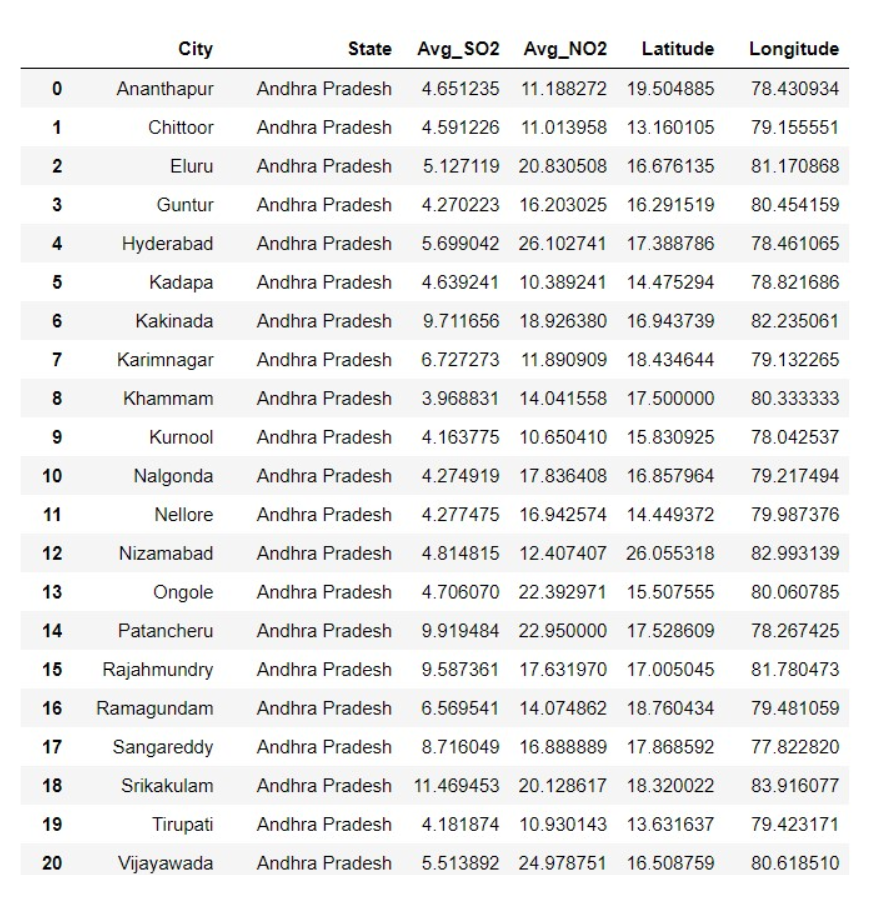 City State Avg_SO2 Avg_NO2 Latitude Longitude
0 Ananthapur Andhra Pradesh 4.651235 11.188272 19.504885 78.430934
1 Chittoor Andhra Pradesh 4.591226 11.013958 13.160105 79.155551
2 Eluru Andhra Pradesh 5.127119 20.830508 16.676135 81.170868
3 Guntur Andhra Pradesh 4.270223 16.203025 16.291519 80.454159
4 Hyderabad Andhra Pradesh 5.699042 26.102741 17.388786 78.461065
5 Kadapa Andhra Pradesh 4.639241 10.389241 14.475294 78.821686
6 Kakinada Andhra Pradesh 9.711656 18.926380 16.943739 82.235061
7 Karimnagar Andhra Pradesh 6.727273 11.890909 18.434644 79.132265
8 Khammam Andhra Pradesh 3.968831 14.041558 17.500000 80.333333
9 Kurnool Andhra Pradesh 4.163775 10.650410 15.830925 78.042537
10 Nalgonda Andhra Pradesh 4.274919 17.836408 16.857964 79.217494
11 Nellore Andhra Pradesh 4.277475 16.942574 14.449372 79.987376
12 Nizamabad Andhra Pradesh 4.814815 12.407407 26.055318 82.993139
13 Ongole Andhra Pradesh 4.706070 22.392971 15.507555 80.060785
14 Patancheru Andhra Pradesh 9.919484 22.950000 17.528609 78.267425
15 Rajahmundry Andhra Pradesh 9.587361 17.631970 17.005045 81.780473
16 Ramagundam Andhra Pradesh 6.569541 14.074862 18.760434 79.481059
17 Sangareddy Andhra Pradesh 8.716049 16.888889 17.868592 77.822820
18 Srikakulam Andhra Pradesh 11.469453 20.128617 18.320022 83.916077
19 Tirupati Andhra Pradesh 4.181874 10.930143 13.631637 79.423171
20 Vijayawada Andhra Pradesh 5.513892 24.978751 16.508759 80.618510